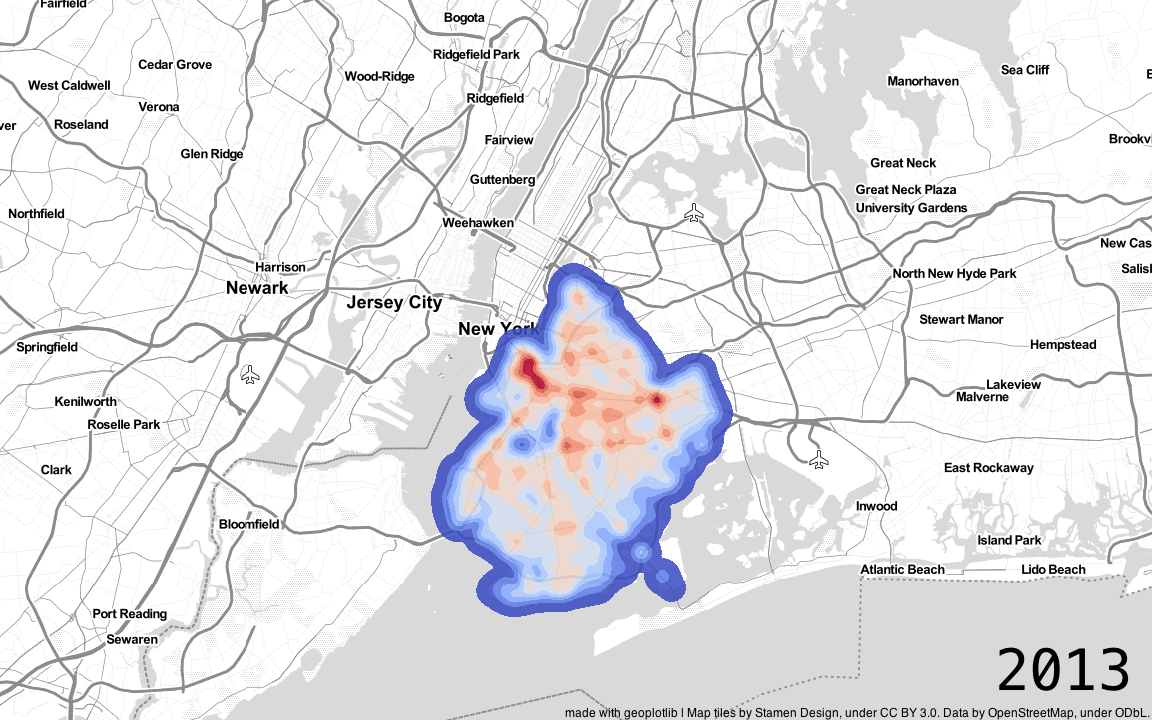 Fairfield
Bogota
Ridgefield Park
Cedar Grove
Wood-Ridge
Sea Cliff
Manorhaven
West Caldwell
Ridgefield
Verona
Roseland
ver
Fairview
Brookvi
Glen Ridge
Great Neck
Guttenberg
Great Neck Plaza
University Gardens
Northfield
Weehawken
New Cas
Harrison
Salisb
North New Hyde Park
Newark
Jersey City
Stewart Manor
New York
Springfield
Hempstead
Lakeview
Malverne
Kenilworth
Roselle Park
Clark
East Rockaway
Inwood
Bloomfield
Island Park
Atlantic Beach
Lido Beach
Port Reading
Sewaren
2013
made with geoplotlib | Map tiles by Stamen Design, under CC BY 3.0. Data by OpenStreetMap, under ODbL.